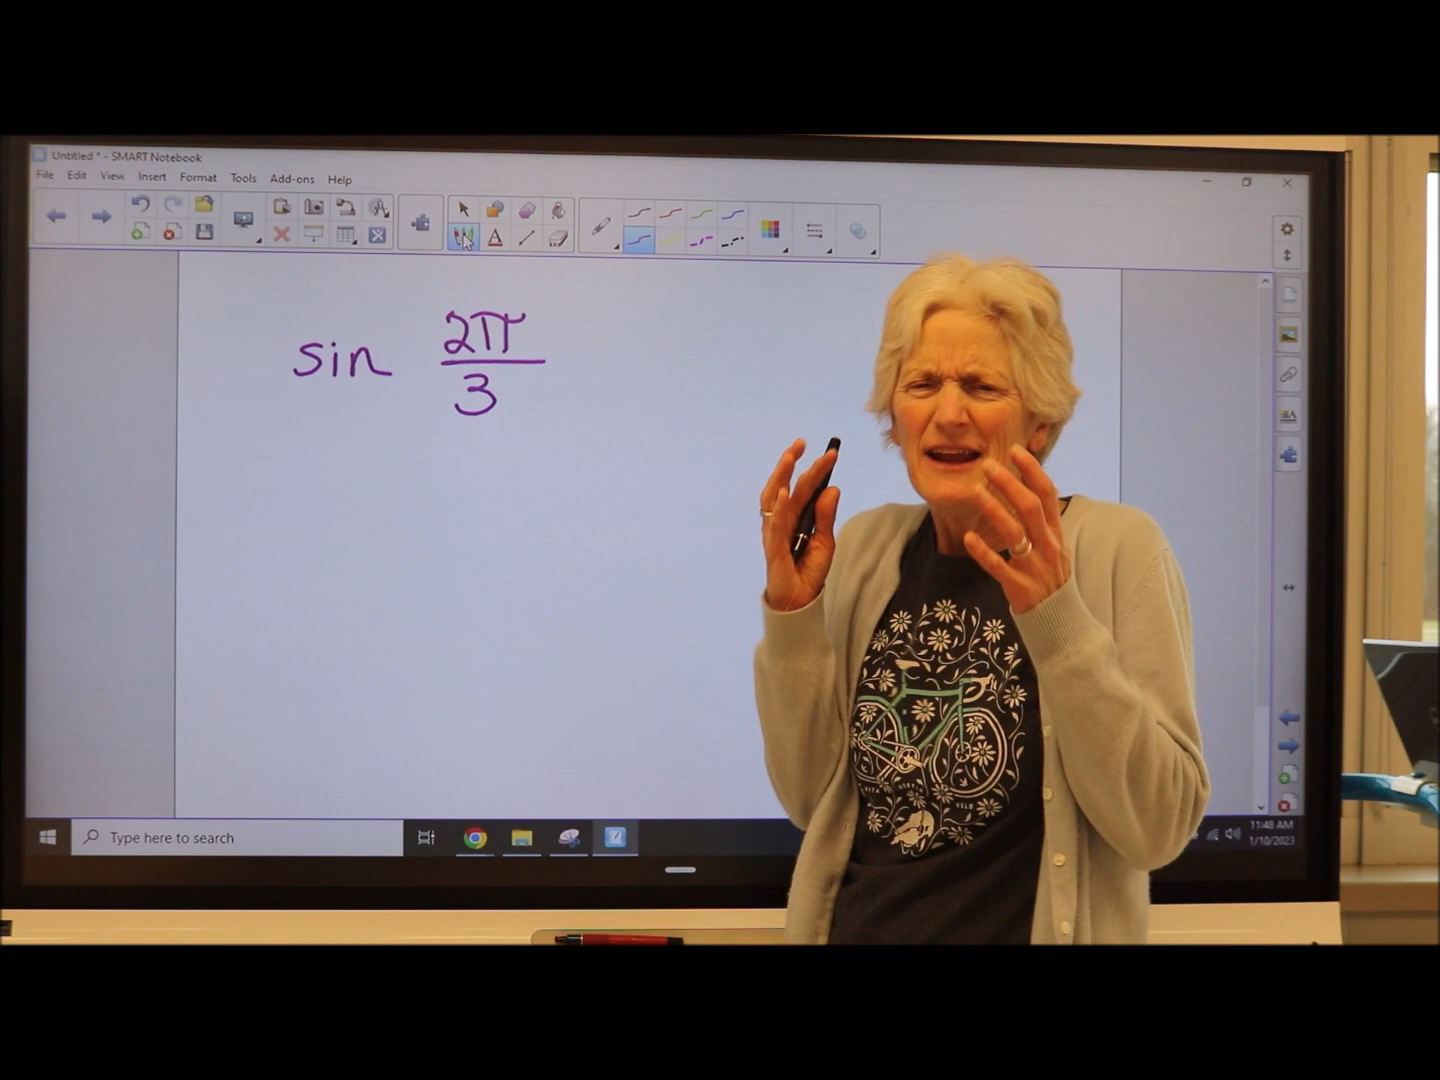 Untitled * - SMART Notebook
File Edit View Insert Format Tools Add-ons Help
sin 2π
3
Type here to search
11:48 AM
1/10/2023
VELO